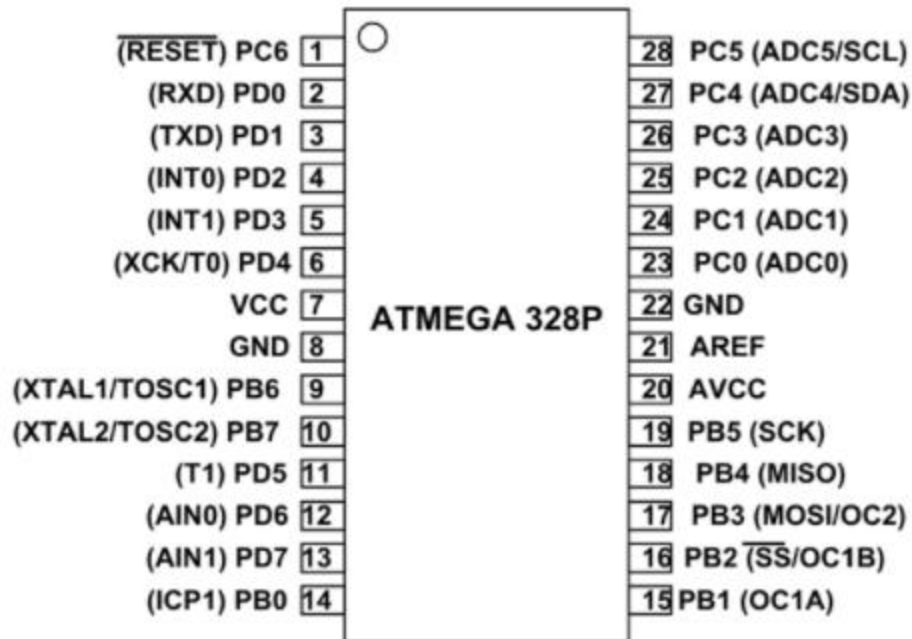 (RESET) PC6 1
28 PC5 (ADC5/SCL)
(RXD) PD0 2
27 PC4 (ADC4/SDA)
(TXD) PD1 3
26 PC3 (ADC3)
(INT0) PD2 4
25 PC2 (ADC2)
(INT1) PD3 5
24 PC1 (ADC1)
(XCK/T0) PD4 6
23 PC0 (ADC0)
VCC 7
22 GND
ATMEGA 328P
GND 8
21 AREF
(XTAL1/TOSC1) PB6 9
20 AVCC
(XTAL2/TOSC2) PB7 10
19 PB5 (SCK)
(T1) PD5 11
18 PB4 (MISO)
(AIN0) PD6 12
17 PB3 (MOSI/OC2)
(AIN1) PD7 13
16 PB2 (SS/OC1B)
(ICP1) PB0 14
15 PB1 (OC1A)